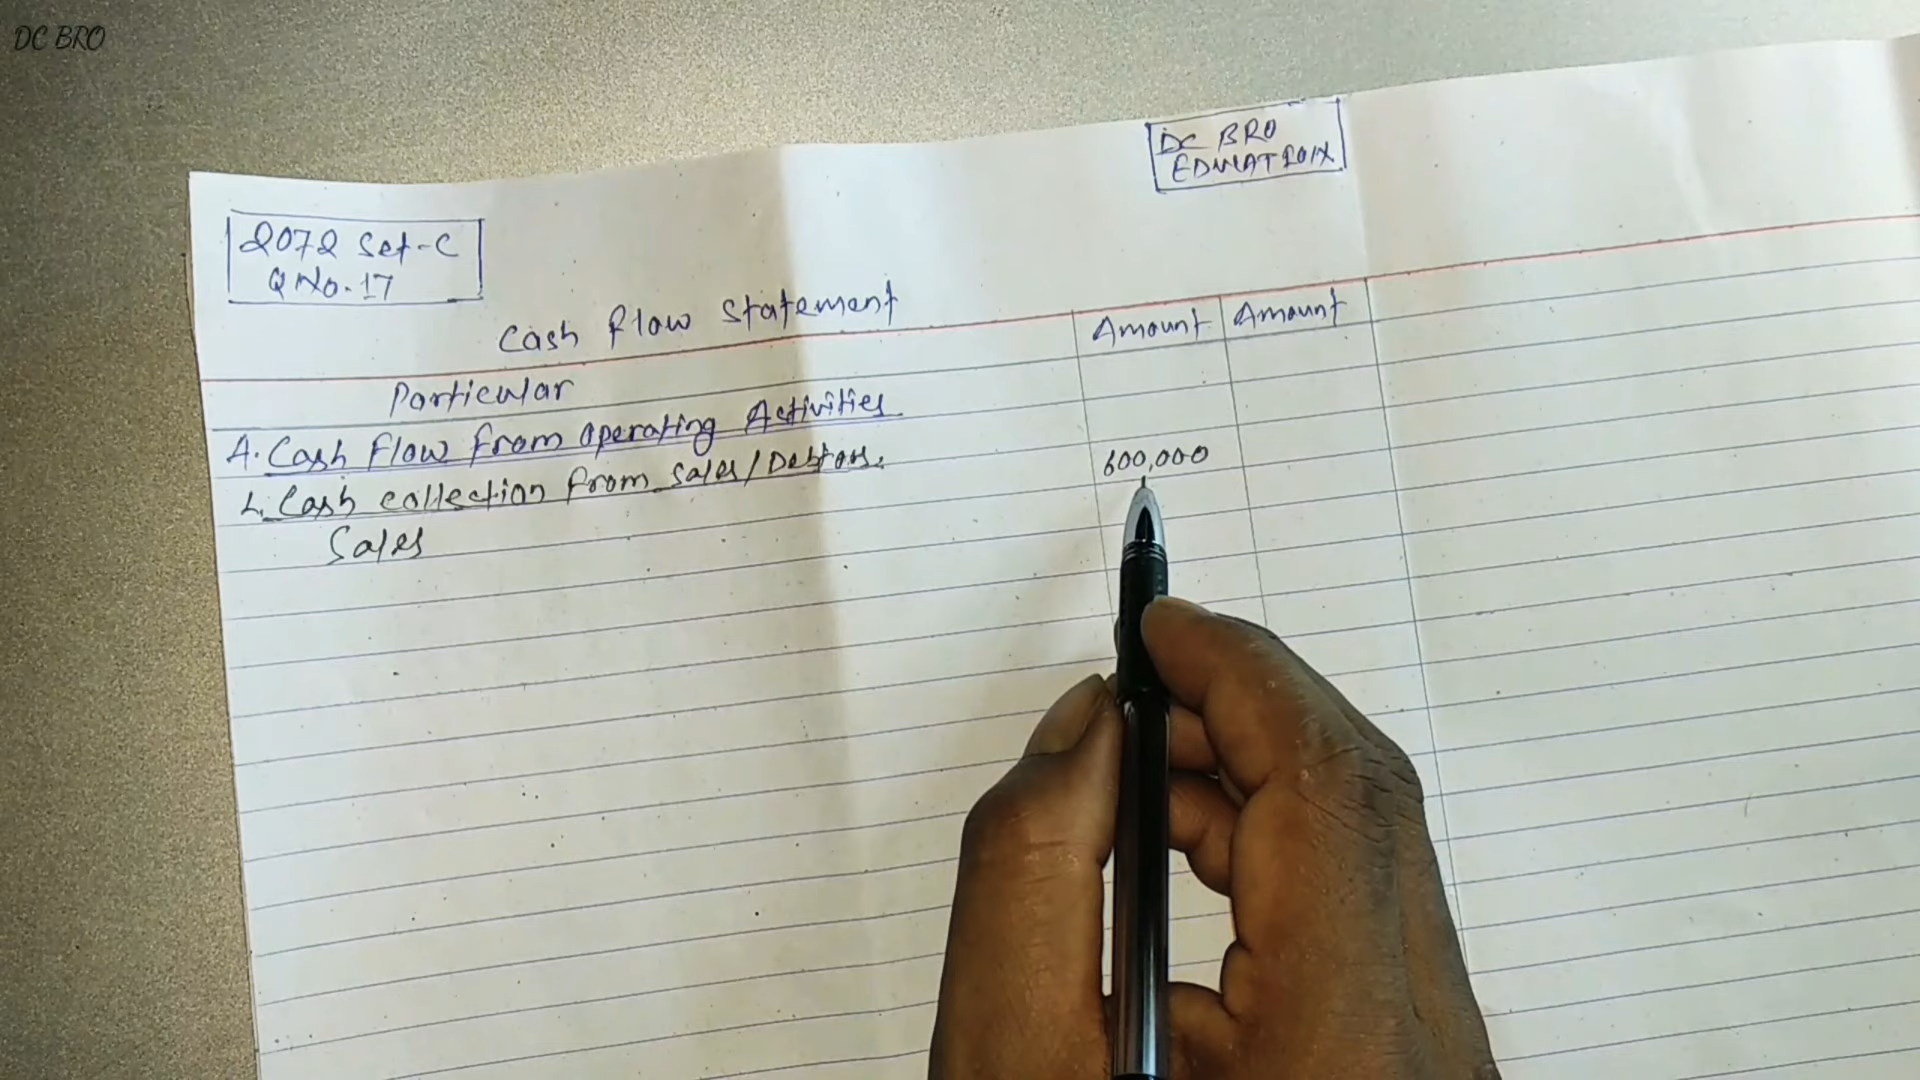 DC BRO
DC BRO
2072 Set-C
Q No. 17
Cash Flow Statement
Particular
Amount
Amount
A. Cash Flow From Operating Activities
1. Cash collection from Sales/Debtors.
Sales
600,000